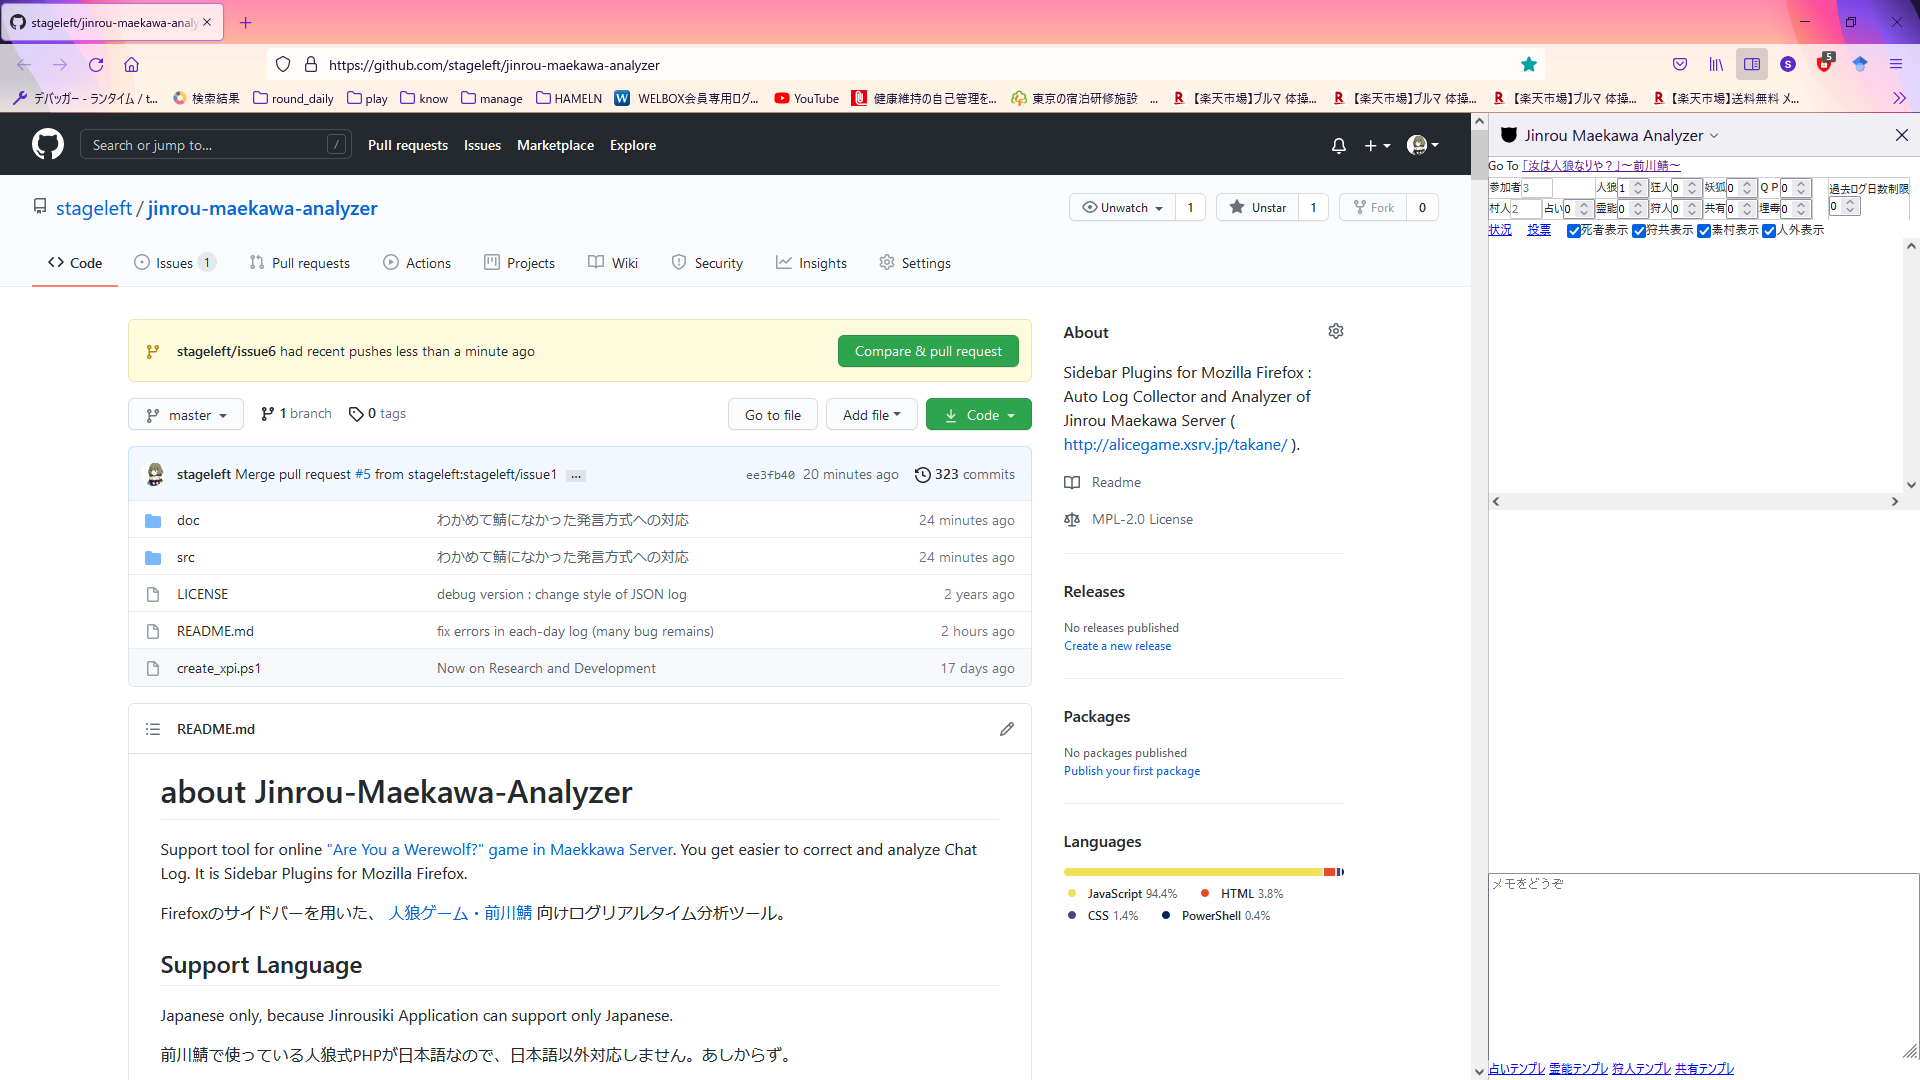 stageleft/jinrou-maekawa-analy
https://github.com/stageleft/jinrou-maekawa-analyzer
5
デバッガー - ランタイム / t...
検索結果
round_daily
play
know
manage
HAMELN
WELBOX会員専用ログ...
YouTube
健康維持の自己管理を...
東京の宿泊研修施設 ...
【楽天市場】ブルマ 体操...
【楽天市場】ブルマ 体操...
【楽天市場】ブルマ 体操...
【楽天市場】送料無料 メ...
Search or jump to... /
Pull requests Issues Marketplace Explore
stageleft / jinrou-maekawa-analyzer
Unwatch 1 Unstar 1 Fork 0
Code Issues 1 Pull requests Actions Projects Wiki Security Insights Settings
stageleft/issue6 had recent pushes less than a minute ago
Compare & pull request
master 1 branch 0 tags
Go to file Add file Code
stageleft Merge pull request #5 from stageleft:stageleft/issue1 ... ee3fb40 20 minutes ago 323 commits
doc わかめて鯖になかった発言方式への対応 24 minutes ago
src わかめて鯖になかった発言方式への対応 24 minutes ago
LICENSE debug version : change style of JSON log 2 years ago
README.md fix errors in each-day log (many bug remains) 2 hours ago
create_xpi.ps1 Now on Research and Development 17 days ago
README.md
about Jinrou-Maekawa-Analyzer
Support tool for online "Are You a Werewolf?" game in Maekkawa Server. You get easier to correct and analyze Chat
Log. It is Sidebar Plugins for Mozilla Firefox.
Firefoxのサイドバーを用いた、 人狼ゲーム・前川鯖 向けログリアルタイム分析ツール。
Support Language
Japanese only, because Jinrousiki Application can support only Japanese.
前川鯖で使っている人狼式PHPが日本語なので、日本語以外対応しません。あしからず。
About
Sidebar Plugins for Mozilla Firefox :
Auto Log Collector and Analyzer of
Jinrou Maekawa Server (
http://alicegame.xsrv.jp/takane/ ).
Readme
MPL-2.0 License
Releases
No releases published
Create a new release
Packages
No packages published
Publish your first package
Languages
JavaScript 94.4% HTML 3.8%
CSS 1.4% PowerShell 0.4%
Jinrou Maekawa Analyzer
Go To 「汝は人狼なりや？」～前川鯖～
参加者 3 人狼 1 狂人 0 妖狐 0 ＱＰ 0
過去ログ日数制限
村人 2 占い 0 霊能 0 狩人 0 共有 0 埋毒 0
0
状況 投票 死者表示 狩共表示 素村表示 人外表示
メモをどうぞ
占いテンプレ 霊能テンプレ 狩人テンプレ 共有テンプレ